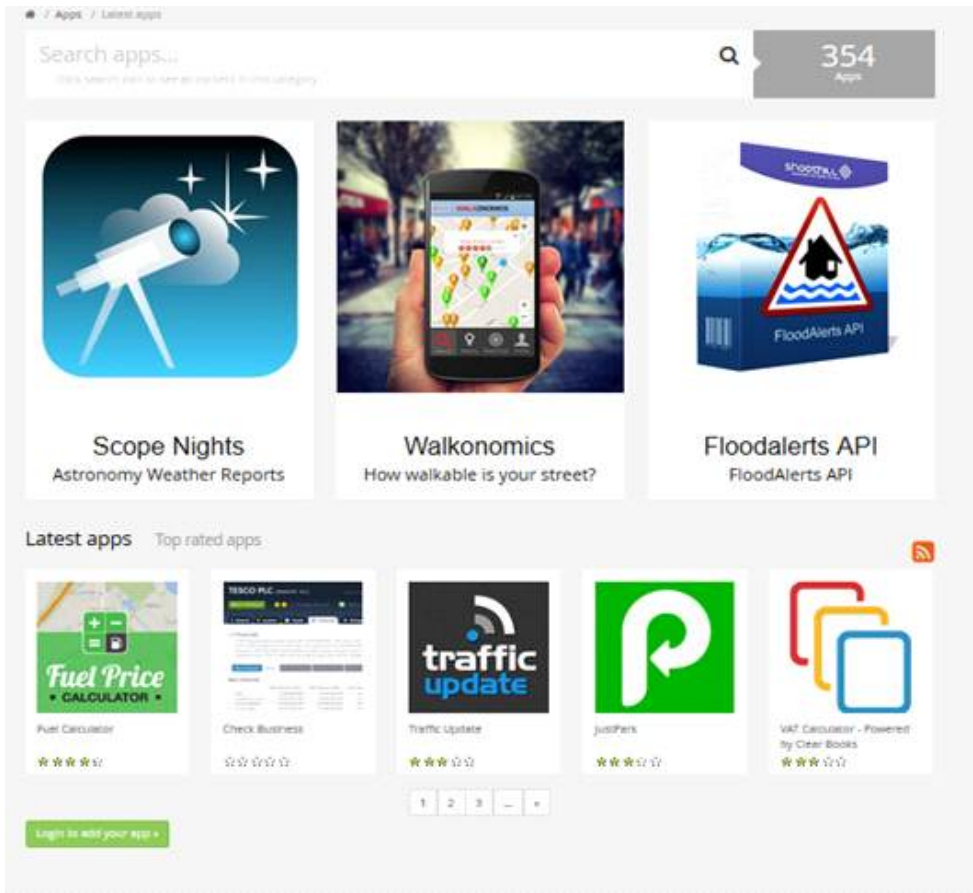 / Apps / Latest apps
Search apps...
354
Apps
WALKONOMICS
shoothill
FloodAlerts API
Scope Nights
Astronomy Weather Reports
Walkonomics
How walkable is your street?
Floodalerts API
FloodAlerts API
Latest apps Top rated apps
Fuel Price
• CALCULATOR •
TESCO PLC
traffic
update
Fuel Calculator
Check Business
Traffic Update
JustPark
VAT Calculator - Powered
by Clear Books
1 2 3 ... »
Login to add your app »